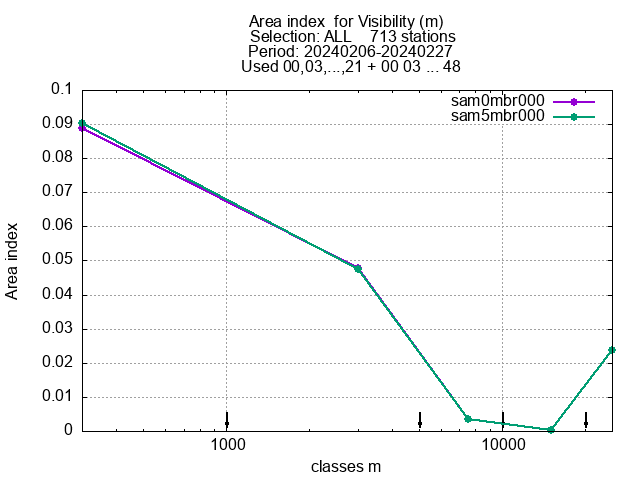 Area index  for Visibility (m)
Selection: ALL    713 stations
Period: 20240206-20240227
Used 00,03,...,21 + 00 03 ... 48
sam0mbr000
sam5mbr000
0.1
0.09
0.08
0.07
0.06
0.05
0.04
0.03
0.02
0.01
0
Area index
1000
10000
classes m